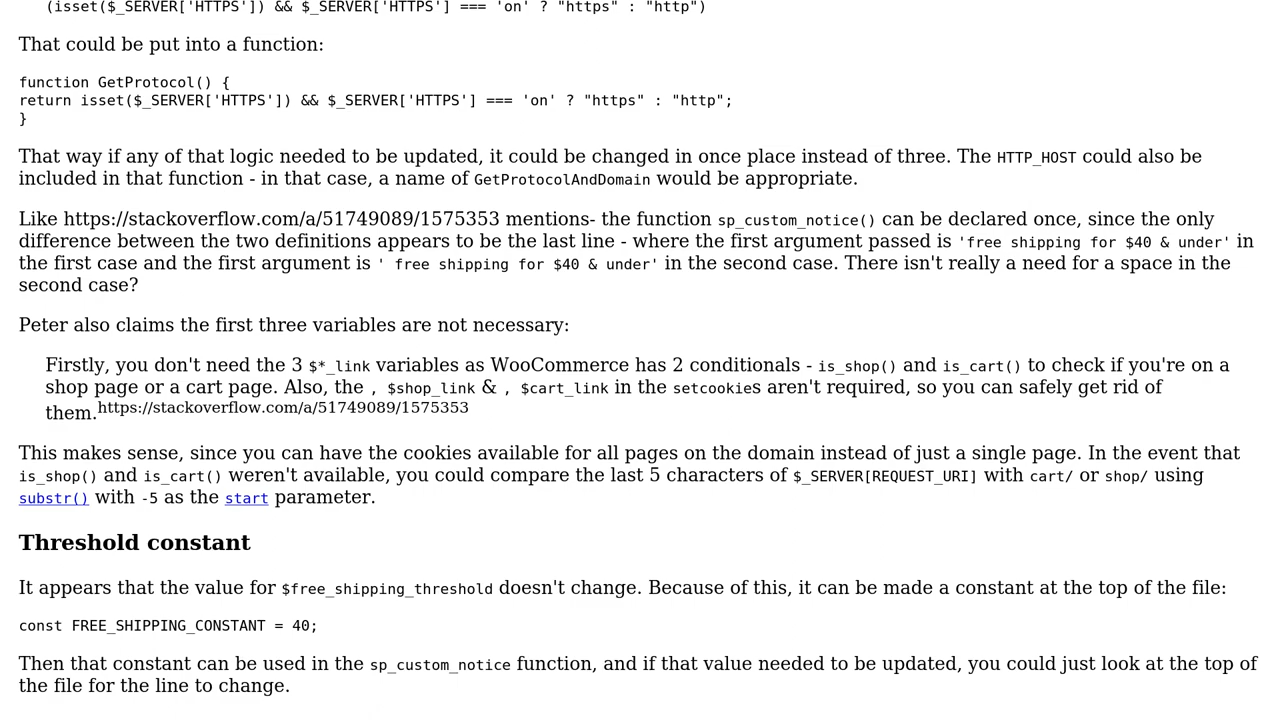 (isset($_SERVER['HTTPS']) && $_SERVER['HTTPS'] === 'on' ? "https" : "http")
That could be put into a function:
function GetProtocol() {
return isset($_SERVER['HTTPS']) && $_SERVER['HTTPS'] === 'on' ? "https" : "http";
}
That way if any of that logic needed to be updated, it could be changed in once place instead of three. The HTTP_HOST could also be
included in that function - in that case, a name of GetProtocolAndDomain would be appropriate.
Like https://stackoverflow.com/a/51749089/1575353 mentions- the function sp_custom_notice() can be declared once, since the only
difference between the two definitions appears to be the last line - where the first argument passed is 'free shipping for $40 & under' in
the first case and the first argument is ' free shipping for $40 & under' in the second case. There isn't really a need for a space in the
second case?
Peter also claims the first three variables are not necessary:
Firstly, you don't need the 3 $*_link variables as WooCommerce has 2 conditionals - is_shop() and is_cart() to check if you're on a
shop page or a cart page. Also, the , $shop_link & , $cart_link in the setcookies aren't required, so you can safely get rid of
them.https://stackoverflow.com/a/51749089/1575353
This makes sense, since you can have the cookies available for all pages on the domain instead of just a single page. In the event that
is_shop() and is_cart() weren't available, you could compare the last 5 characters of $_SERVER[REQUEST_URI] with cart/ or shop/ using
substr() with -5 as the start parameter.
Threshold constant
It appears that the value for $free_shipping_threshold doesn't change. Because of this, it can be made a constant at the top of the file:
const FREE_SHIPPING_CONSTANT = 40;
Then that constant can be used in the sp_custom_notice function, and if that value needed to be updated, you could just look at the top of
the file for the line to change.